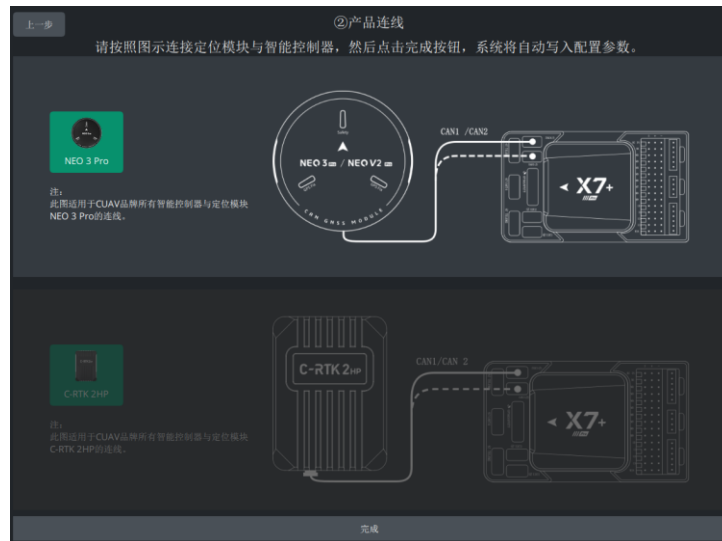 上一步
②产品连线
请按照图示连接定位模块与智能控制器，然后点击完成按钮，系统将自动写入配置参数。
NEO 3 Pro
注：
此图适用于CUAV品牌所有智能控制器与定位模块
NEO 3 Pro的连线。
NEO 3 PRO / NEO V2 PRO
CAN GNSS MODULE
CAN1 /CAN2
X7+
PRO
C-RTK 2HP
注：
此图适用于CUAV品牌所有智能控制器与定位模块
C-RTK 2HP的连线。
C-RTK 2HP
CAN1/CAN 2
X7+
完成